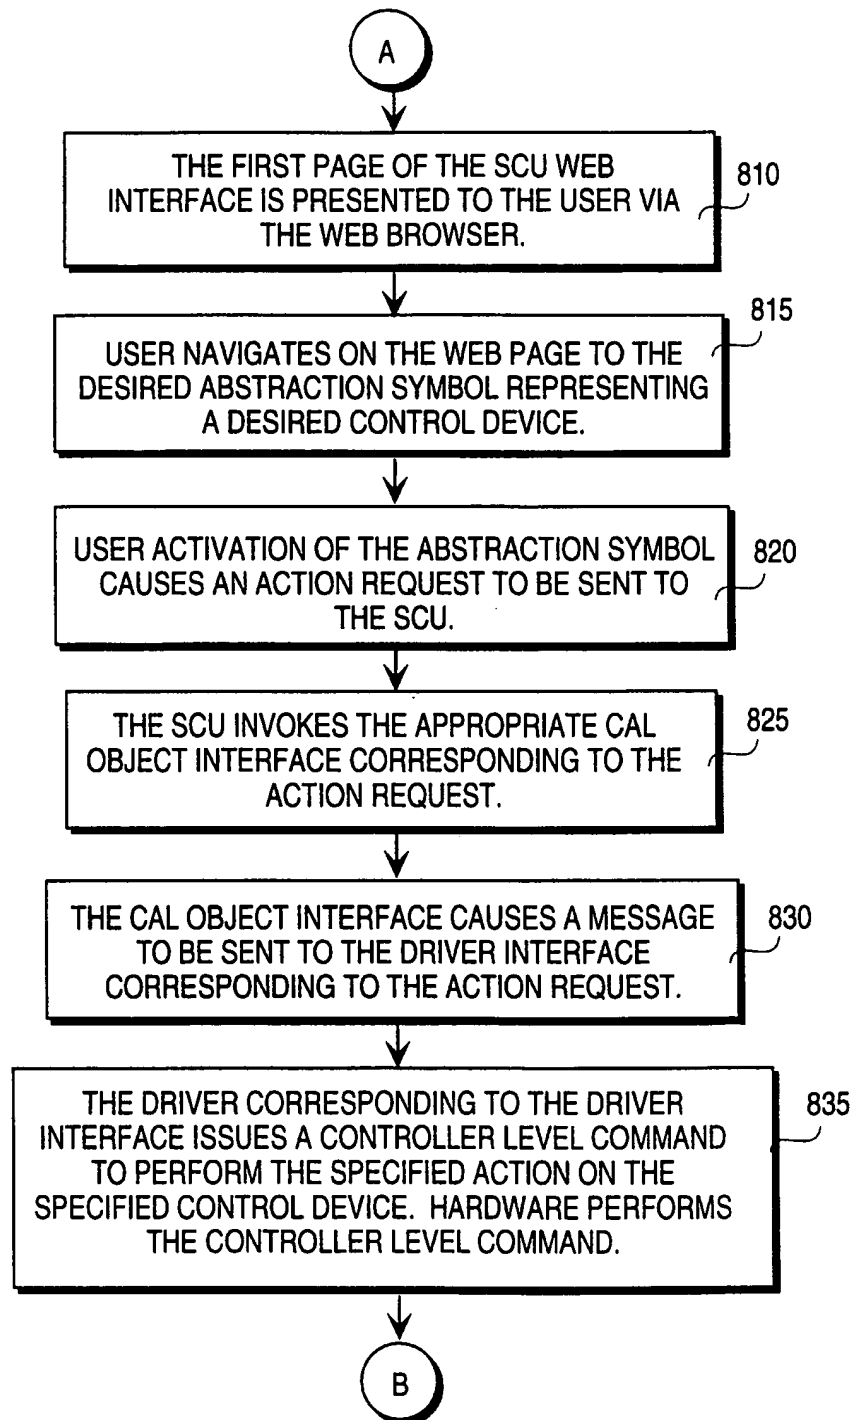 A
THE FIRST PAGE OF THE SCU WEB
INTERFACE IS PRESENTED TO THE USER VIA
THE WEB BROWSER.
810
USER NAVIGATES ON THE WEB PAGE TO THE
DESIRED ABSTRACTION SYMBOL REPRESENTING
A DESIRED CONTROL DEVICE.
815
USER ACTIVATION OF THE ABSTRACTION SYMBOL
CAUSES AN ACTION REQUEST TO BE SENT TO
THE SCU.
820
THE SCU INVOKES THE APPROPRIATE CAL
OBJECT INTERFACE CORRESPONDING TO THE
ACTION REQUEST.
825
THE CAL OBJECT INTERFACE CAUSES A MESSAGE
TO BE SENT TO THE DRIVER INTERFACE
CORRESPONDING TO THE ACTION REQUEST.
830
THE DRIVER CORRESPONDING TO THE DRIVER
INTERFACE ISSUES A CONTROLLER LEVEL COMMAND
TO PERFORM THE SPECIFIED ACTION ON THE
SPECIFIED CONTROL DEVICE. HARDWARE PERFORMS
THE CONTROLLER LEVEL COMMAND.
835
B